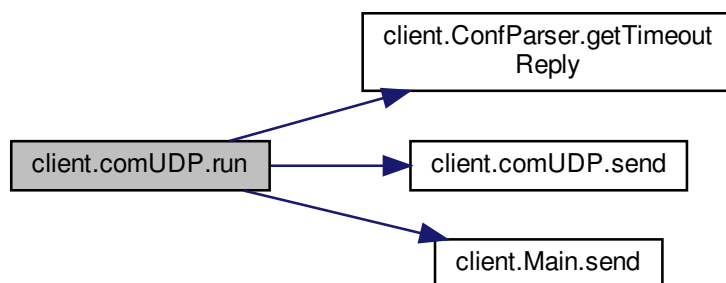 client.ConfParser.getTimeout
Reply
client.comUDP.run
client.comUDP.send
client.Main.send